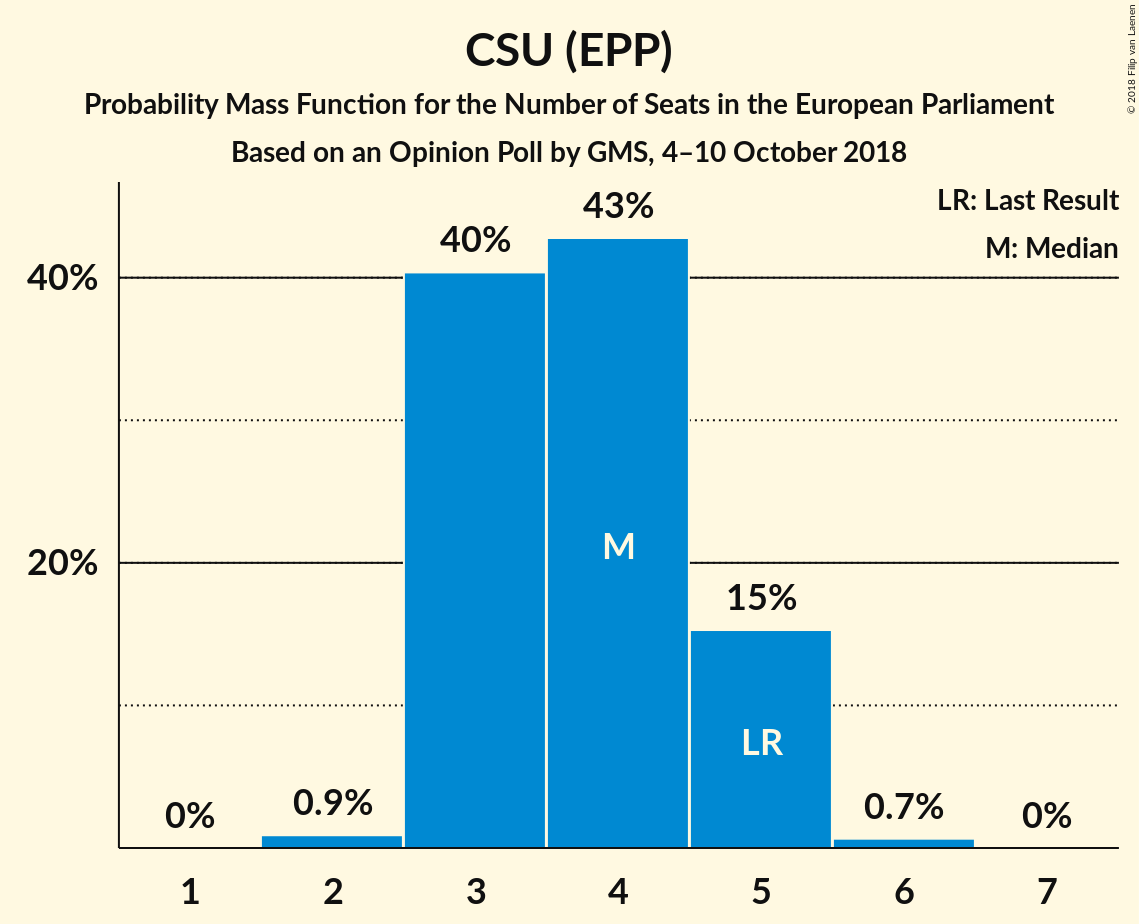 CSU (EPP)
Probability Mass Function for the Number of Seats in the European Parliament
Based on an Opinion Poll by GMS, 4–10 October 2018
© 2018 Filip van Laenen
LR: Last Result
M: Median
43%
40%
40%
M
20%
15%
LR
0%
0.9%
0.7%
0%
1 2 3 4 5 6 7